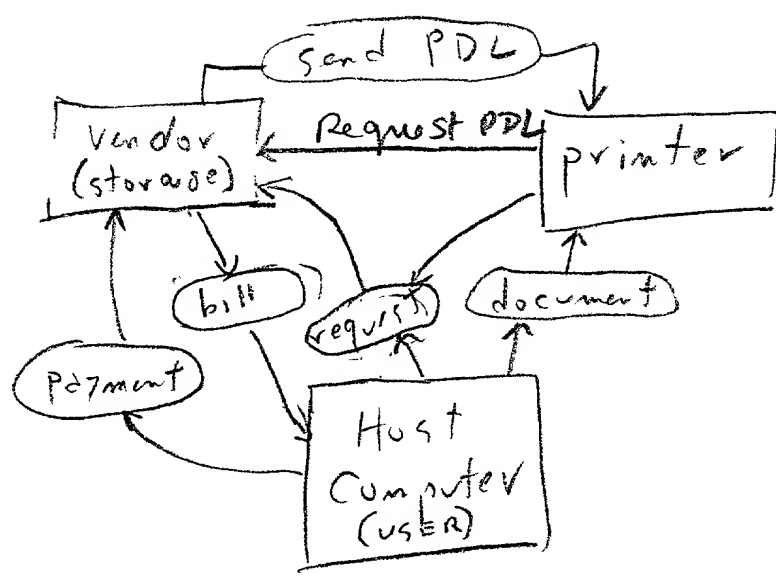 send PDL
Request PDL
Vendor
(storage)
printer
bill
request
document
payment
Host
Computer
(USER)